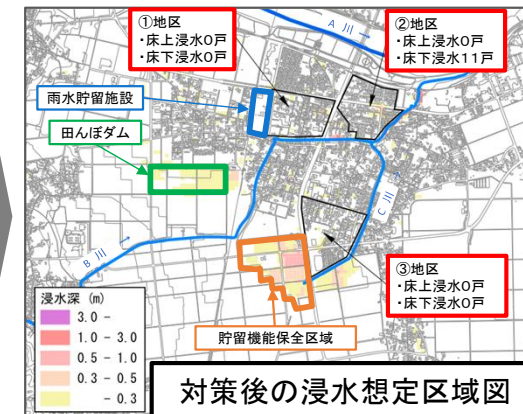 ①地区
・床上浸水0戸
・床下浸水0戸
②地区
・床上浸水0戸
・床下浸水11戸
A川 →
雨水貯留施設
田んぼダム
B川 →
C川 →
③地区
・床上浸水0戸
・床下浸水0戸
貯留機能保全区域
浸水深 (m)
3.0 -
1.0 - 3.0
0.5 - 1.0
0.3 - 0.5
- 0.3
対策後の浸水想定区域図